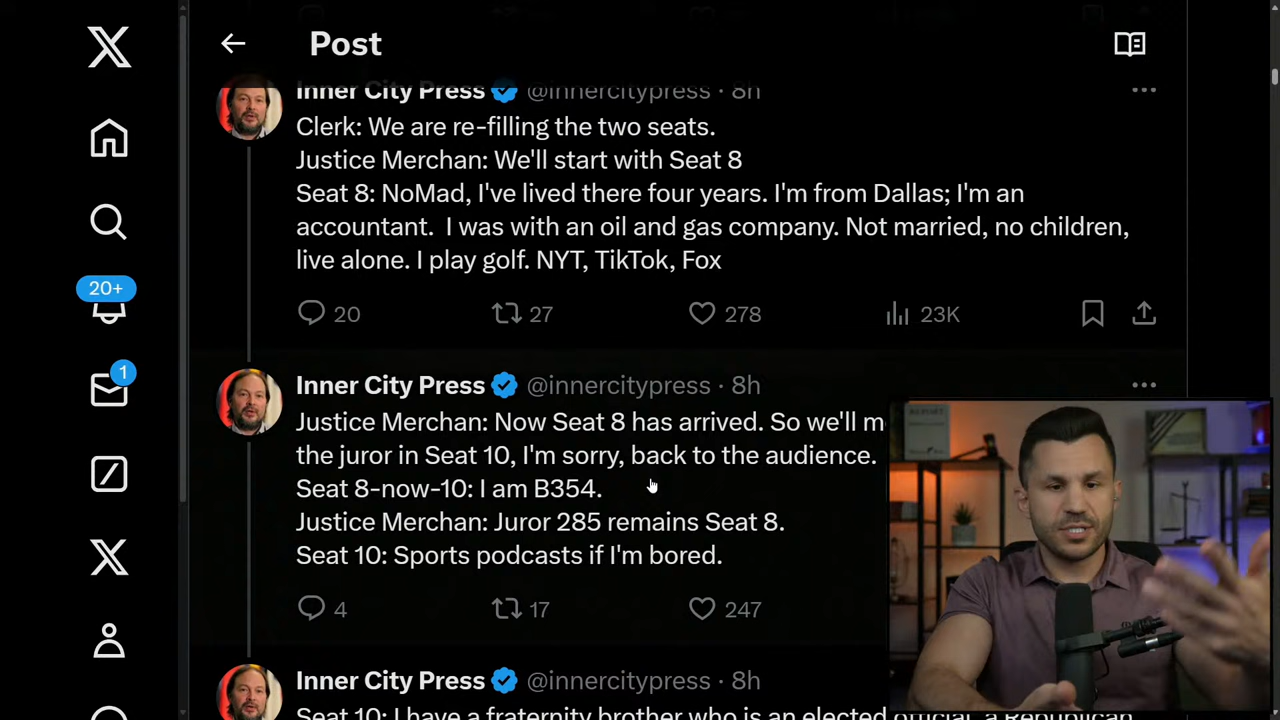 Post
Inner City Press @innercitypress · 8h
Clerk: We are re-filling the two seats.
Justice Merchan: We'll start with Seat 8
Seat 8: NoMad, I've lived there four years. I'm from Dallas; I'm an
accountant.  I was with an oil and gas company. Not married, no children,
live alone. I play golf. NYT, TikTok, Fox
20 27 278 23K
20+
Inner City Press @innercitypress · 8h
1
Justice Merchan: Now Seat 8 has arrived. So we'll m
the juror in Seat 10, I'm sorry, back to the audience.
Seat 8-now-10: I am B354.
Justice Merchan: Juror 285 remains Seat 8.
Seat 10: Sports podcasts if I'm bored.
4 17 247
Inner City Press @innercitypress · 8h
Seat 10: I have a fraternity brother who is an elected official, a Republican